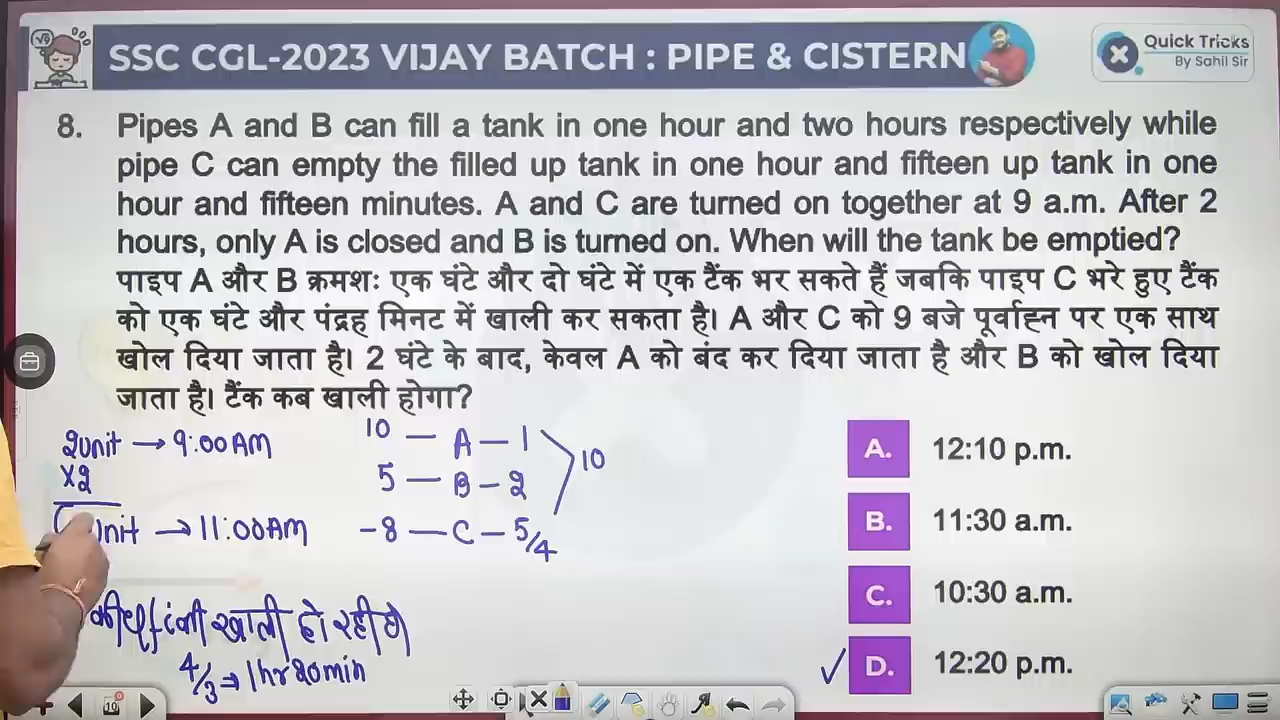 SSC CGL-2023 VIJAY BATCH : PIPE & CISTERN
Quick Tricks
By Sahil Sir
8. Pipes A and B can fill a tank in one hour and two hours respectively while
pipe C can empty the filled up tank in one hour and fifteen up tank in one
hour and fifteen minutes. A and C are turned on together at 9 a.m. After 2
hours, only A is closed and B is turned on. When will the tank be emptied?
पाइप A और B क्रमशः एक घंटे और दो घंटे में एक टैंक भर सकते हैं जबकि पाइप C भरे हुए टैंक
को एक घंटे और पंद्रह मिनट में खाली कर सकता है। A और C को 9 बजे पूर्वाह्न पर एक साथ
खोल दिया जाता है। 2 घंटे के बाद, केवल A को बंद कर दिया जाता है और B को खोल दिया
जाता है। टैंक कब खाली होगा?
2unit → 9:00AM
×2
unit → 11:00AM
10 — A — 1
5 — B — 2
10
-8 — C — 5/4
खाली हो रही है
4/3 → 1hr 20min
A. 12:10 p.m.
B. 11:30 a.m.
C. 10:30 a.m.
✓ D. 12:20 p.m.